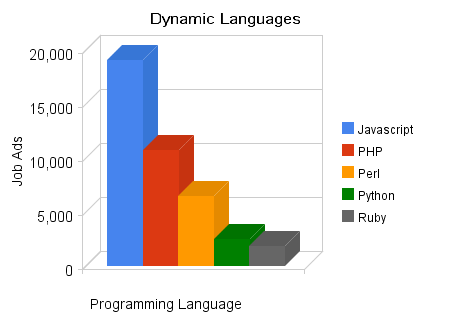 Dynamic Languages
20,000
15,000
10,000
5,000
0
Job Ads
Javascript
PHP
Perl
Python
Ruby
Programming Language